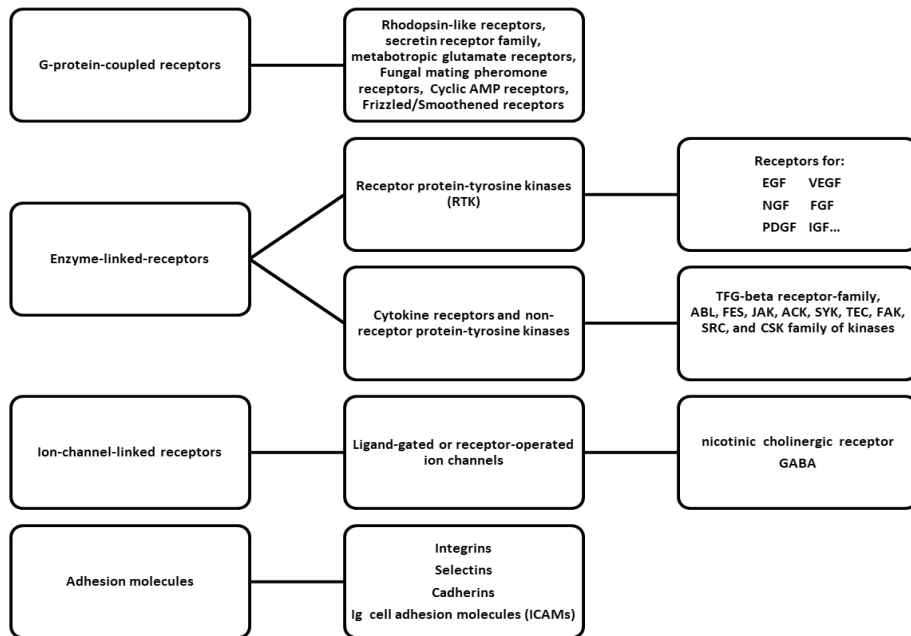 G-protein-coupled receptors
Rhodopsin-like receptors,
secretin receptor family,
metabotropic glutamate receptors,
Fungal mating pheromone
receptors, Cyclic AMP receptors,
Frizzled/Smoothened receptors
Enzyme-linked-receptors
Receptor protein-tyrosine kinases
(RTK)
Receptors for:
EGF VEGF
NGF FGF
PDGF IGF...
Cytokine receptors and non-
receptor protein-tyrosine kinases
TFG-beta receptor-family,
ABL, FES, JAK, ACK, SYK, TEC, FAK,
SRC, and CSK family of kinases
Ion-channel-linked receptors
Ligand-gated or receptor-operated
ion channels
nicotinic cholinergic receptor
GABA
Adhesion molecules
Integrins
Selectins
Cadherins
Ig cell adhesion molecules (ICAMs)